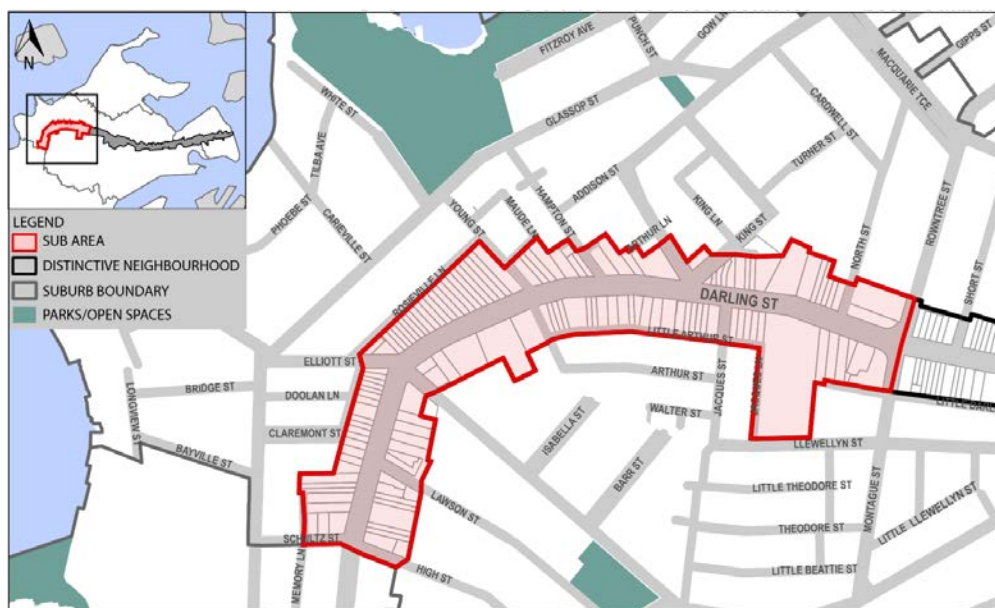 N
LEGEND
SUB AREA
DISTINCTIVE NEIGHBOURHOOD
SUBURB BOUNDARY
PARKS/OPEN SPACES
FITZROY AVE
PUNCH ST
GOW LN
GIPPS ST
MACQUARIE TCE
WHITE ST
GLASSOP ST
CARDWELL ST
TILBA AVE
TURNER ST
PHOEBE ST
CAREVILLE ST
YOUNG ST
MAUDE LN
HAMPTON ST
ADDISON ST
ARTHUR LN
KING LN
KING ST
NORTH ST
ROWNTREE ST
SHORT ST
ROSEVILLE LN
DARLING ST
LITTLE ARTHUR ST
ELLIOTT ST
ARTHUR ST
JACQUES ST
BRIDGE ST
DOOLAN LN
LONGVIEW ST
CLAREMONT ST
ISABELLA ST
WALTER ST
BAYVILLE ST
BARR ST
LLEWELLYN ST
LAWSON ST
LITTLE THEODORE ST
MONTAGUE ST
LITTLE LLEWELLYN ST
THEODORE ST
SCHULTZ ST
MEMORY LN
HIGH ST
LITTLE BEATTIE ST